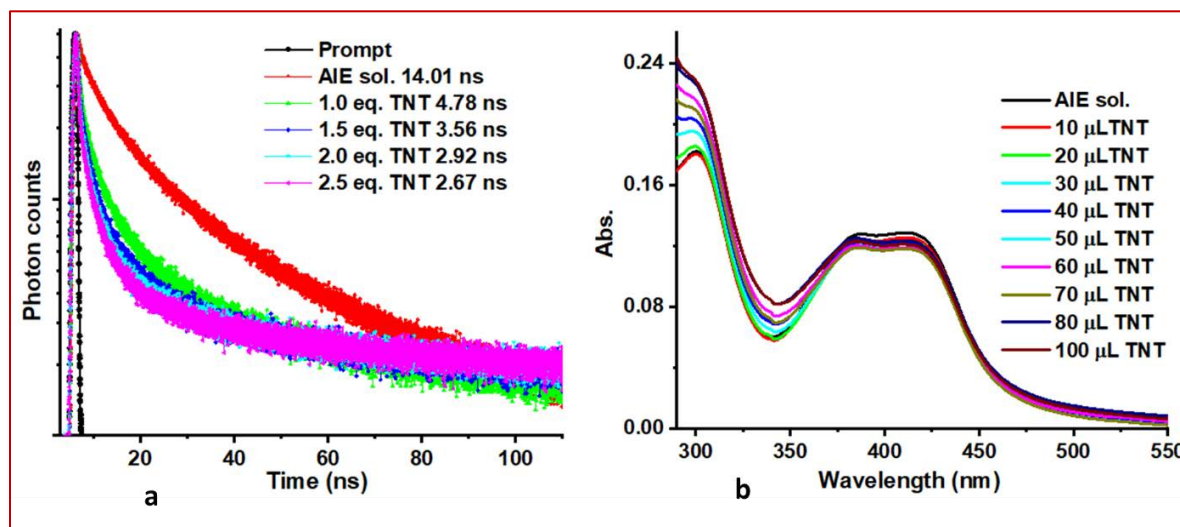 Photon counts
Prompt
AIE sol. 14.01 ns
1.0 eq. TNT 4.78 ns
1.5 eq. TNT 3.56 ns
2.0 eq. TNT 2.92 ns
2.5 eq. TNT 2.67 ns
20 40 60 80 100
Time (ns)
a
Abs.
0.24
0.16
0.08
0.00
AIE sol.
10 μLTNT
20 μLTNT
30 μL TNT
40 μL TNT
50 μL TNT
60 μL TNT
70 μL TNT
80 μL TNT
100 μL TNT
300 350 400 450 500 550
Wavelength (nm)
b